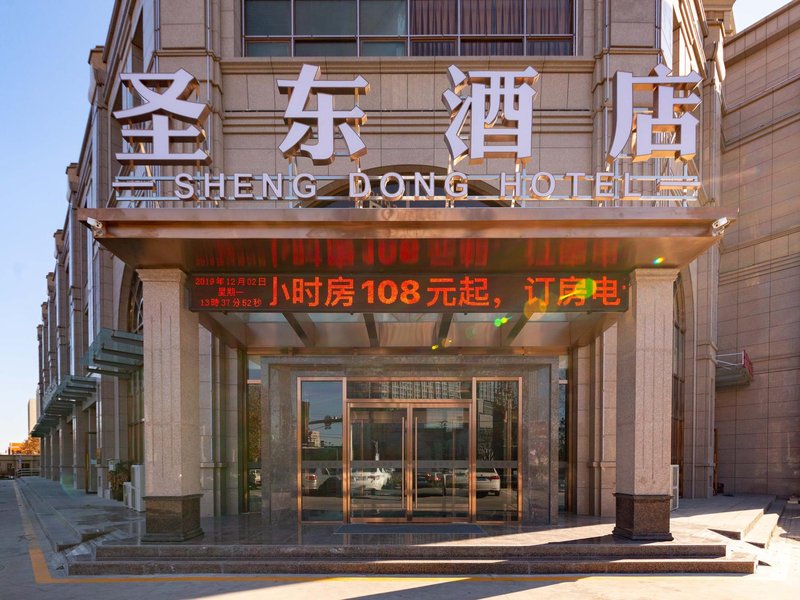 圣东酒店
SHENG DONG HOTEL
2019年12月02日
星期一
13時37分52秒
小时房108元起，订房电